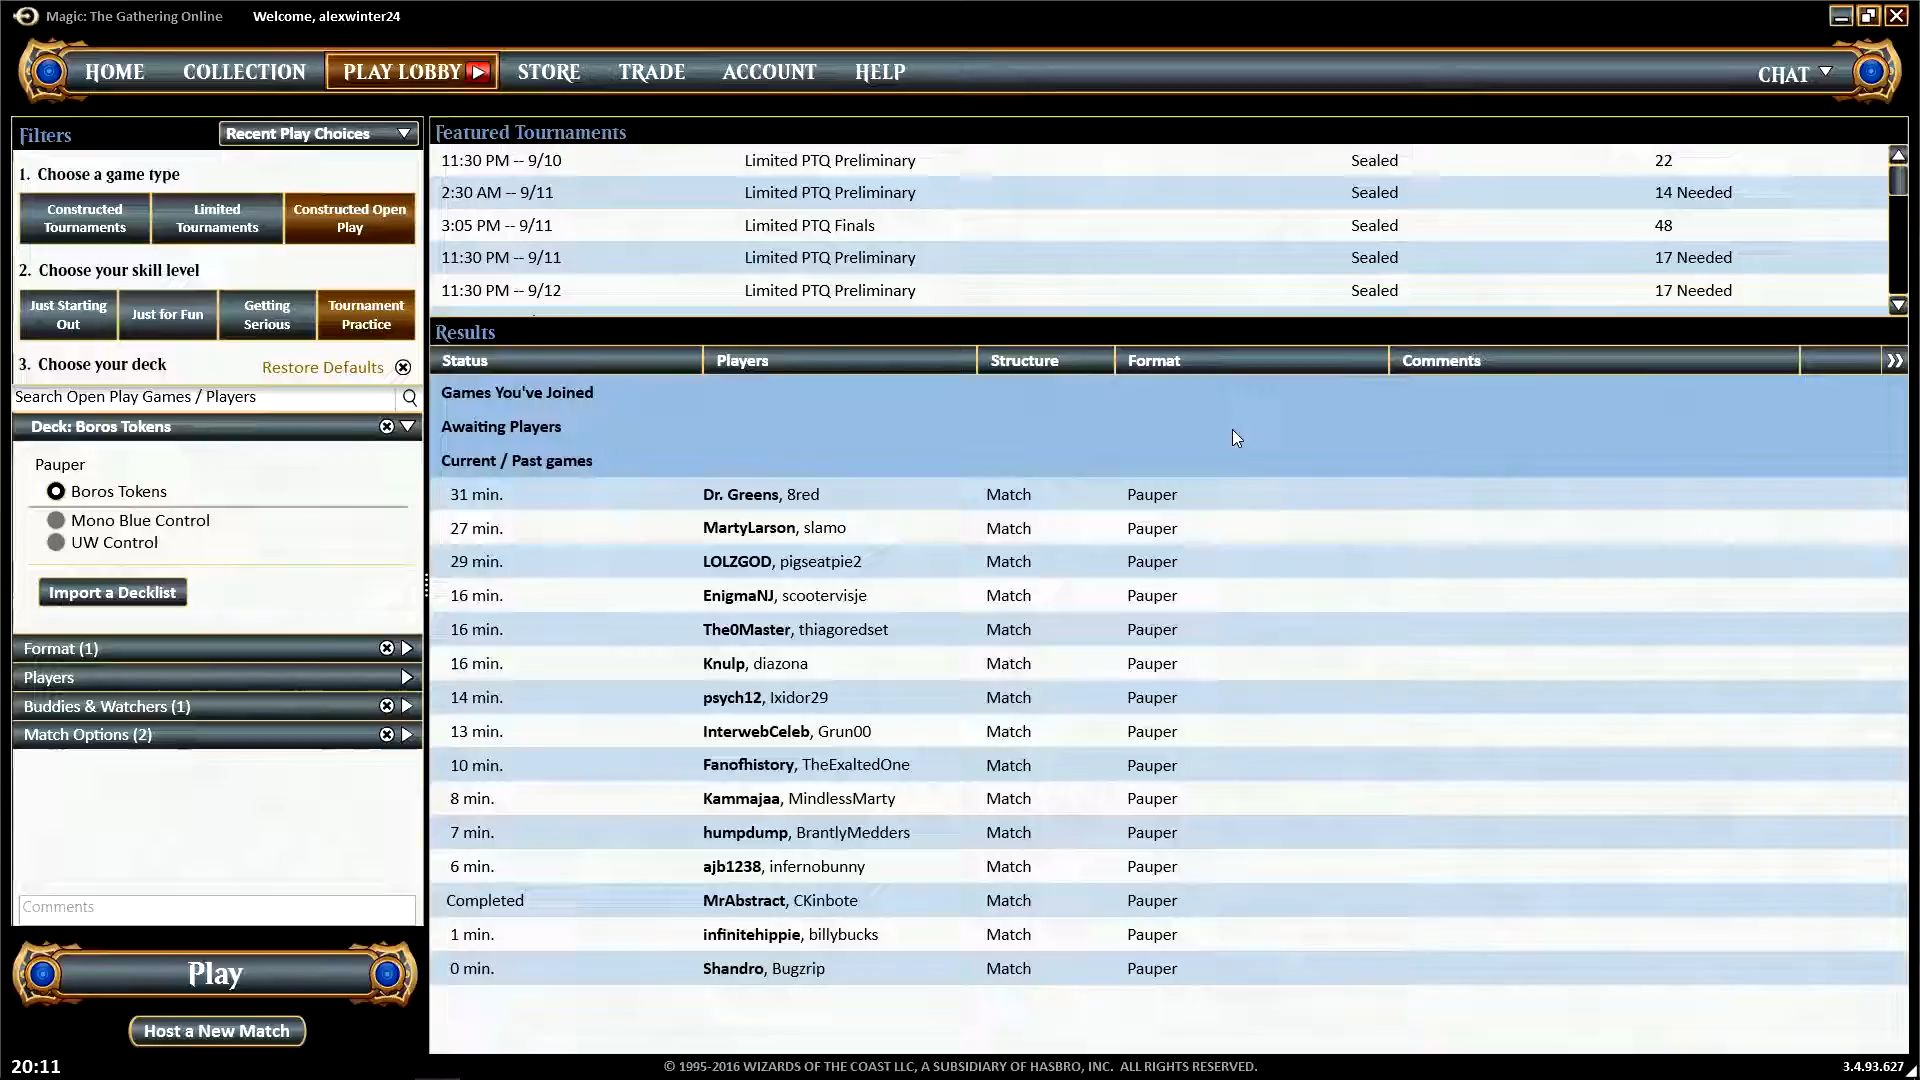 Magic: The Gathering Online Welcome, alexwinter24
HOME COLLECTION PLAY LOBBY STORE TRADE ACCOUNT HELP CHAT
Filters Recent Play Choices
1. Choose a game type
Constructed Tournaments Limited Tournaments Constructed Open Play
2. Choose your skill level
Just Starting Out Just for Fun Getting Serious Tournament Practice
3. Choose your deck Restore Defaults
Search Open Play Games / Players
Deck: Boros Tokens
Pauper
Boros Tokens
Mono Blue Control
UW Control
Import a Decklist
Format (1)
Players
Buddies & Watchers (1)
Match Options (2)
Comments
Play
Host a New Match
20:11
Featured Tournaments
11:30 PM -- 9/10 Limited PTQ Preliminary Sealed 22
2:30 AM -- 9/11 Limited PTQ Preliminary Sealed 14 Needed
3:05 PM -- 9/11 Limited PTQ Finals Sealed 48
11:30 PM -- 9/11 Limited PTQ Preliminary Sealed 17 Needed
11:30 PM -- 9/12 Limited PTQ Preliminary Sealed 17 Needed
Results
Status Players Structure Format Comments
Games You've Joined
Awaiting Players
Current / Past games
31 min. Dr. Greens, 8red Match Pauper
27 min. MartyLarson, slamo Match Pauper
29 min. LOLZGOD, pigseatpie2 Match Pauper
16 min. EnigmaNJ, scootervisje Match Pauper
16 min. The0Master, thiagoredset Match Pauper
16 min. Knulp, diazona Match Pauper
14 min. psych12, Ixidor29 Match Pauper
13 min. InterwebCeleb, Grun00 Match Pauper
10 min. Fanofhistory, TheExaltedOne Match Pauper
8 min. Kammajaa, MindlessMarty Match Pauper
7 min. humpdump, BrantlyMedders Match Pauper
6 min. ajb1238, infernobunny Match Pauper
Completed MrAbstract, CKinbote Match Pauper
1 min. infinitehippie, billybucks Match Pauper
0 min. Shandro, Bugzrip Match Pauper
© 1995-2016 WIZARDS OF THE COAST LLC, A SUBSIDIARY OF HASBRO, INC. ALL RIGHTS RESERVED.
3.4.93.627